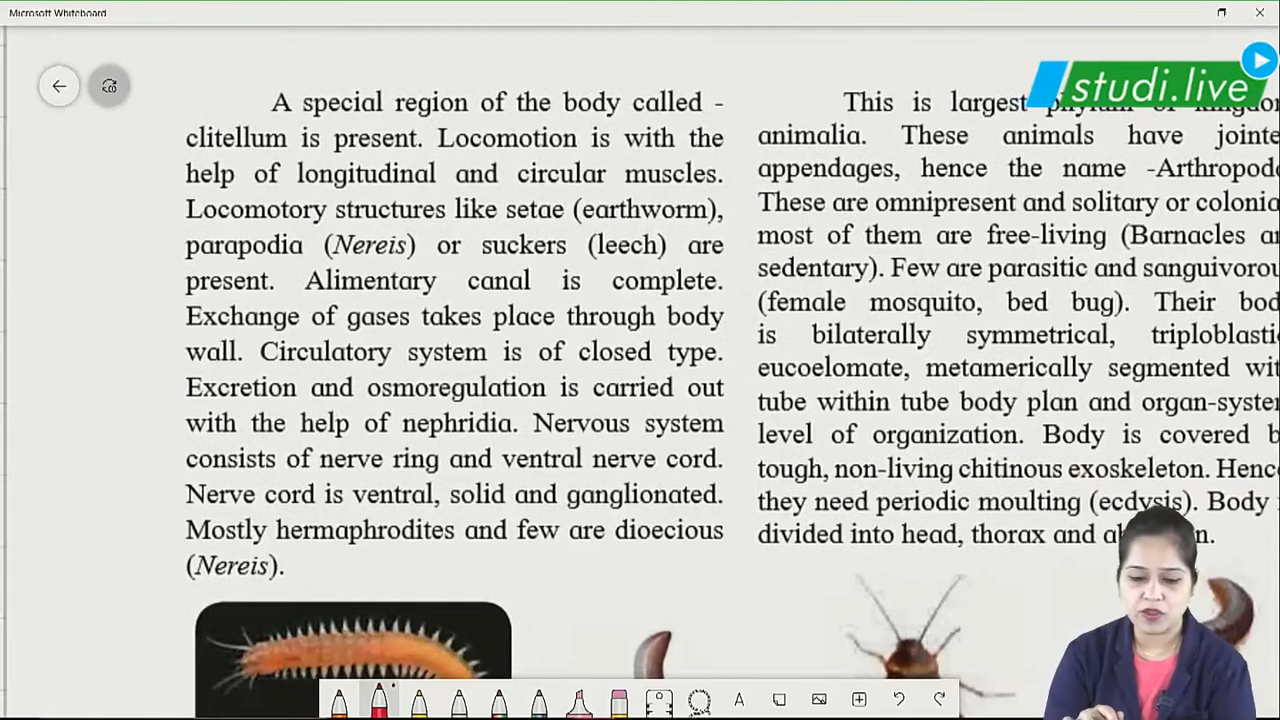 Microsoft Whiteboard
studi.live
A special region of the body called -
clitellum is present. Locomotion is with the
help of longitudinal and circular muscles.
Locomotory structures like setae (earthworm),
parapodia (Nereis) or suckers (leech) are
present. Alimentary canal is complete.
Exchange of gases takes place through body
wall. Circulatory system is of closed type.
Excretion and osmoregulation is carried out
with the help of nephridia. Nervous system
consists of nerve ring and ventral nerve cord.
Nerve cord is ventral, solid and ganglionated.
Mostly hermaphrodites and few are dioecious
(Nereis).
This is largest phylum of kingdom
animalia. These animals have jointe
appendages, hence the name -Arthropod
These are omnipresent and solitary or colonia
most of them are free-living (Barnacles ar
sedentary). Few are parasitic and sanguivorou
(female mosquito, bed bug). Their bod
is bilaterally symmetrical, triploblasti
eucoelomate, metamerically segmented wit
tube within tube body plan and organ-system
level of organization. Body is covered b
tough, non-living chitinous exoskeleton. Henc
they need periodic moulting (ecdysis). Body
divided into head, thorax and